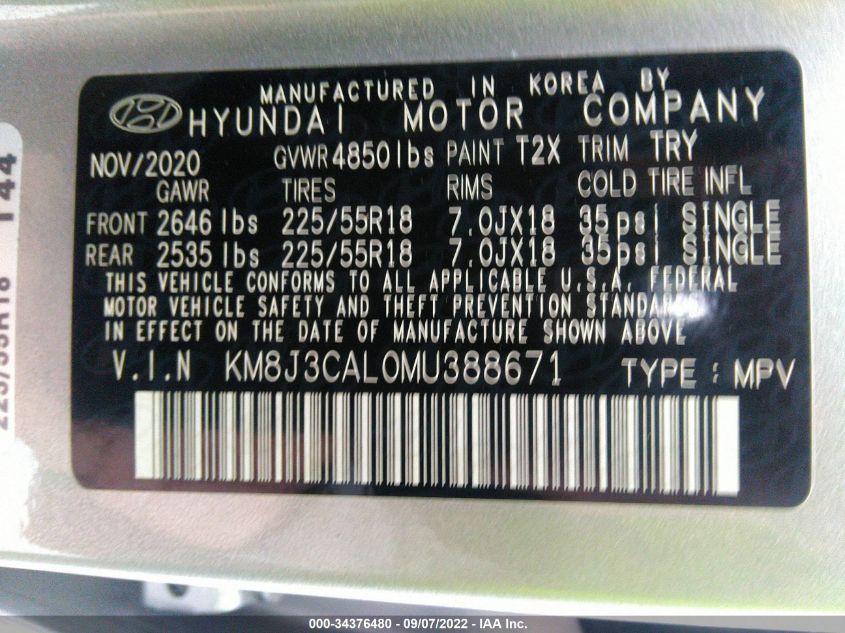 MANUFACTURED IN KOREA BY
HYUNDAI MOTOR COMPANY
NOV/2020 GVWR 4850lbs PAINT T2X TRIM TRY
GAWR TIRES RIMS COLD TIRE INFL
FRONT 2646 lbs 225/55R18 7.0JX18 35psi SINGLE
REAR 2535 lbs 225/55R18 7.0JX18 35psi SINGLE
THIS VEHICLE CONFORMS TO ALL APPLICABLE U.S.A. FEDERAL
MOTOR VEHICLE SAFETY AND THEFT PREVENTION STANDARDS
IN EFFECT ON THE DATE OF MANUFACTURE SHOWN ABOVE
V.I.N KM8J3CAL0MU388671 TYPE : MPV
225/55R18 144
000-34376480 - 09/07/2022 - IAA Inc.